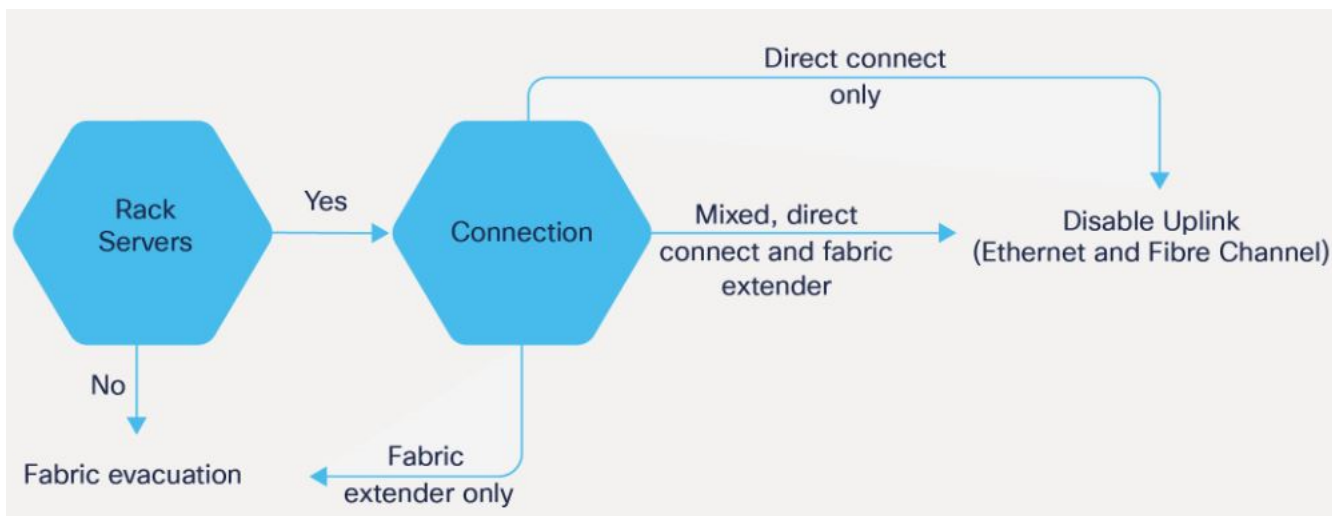 Direct connect
only
Rack
Servers
Yes
Connection
Mixed, direct
connect and fabric
extender
Disable Uplink
(Ethernet and Fibre Channel)
No
Fabric evacuation
Fabric
extender only